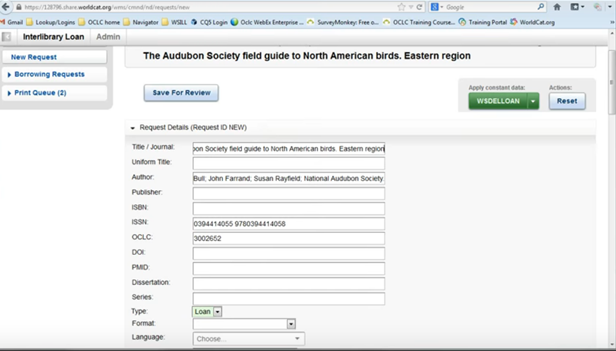 https://128796.share.worldcat.org/wms/cmnd/nd/requests/new
Google
Gmail Lookup/Logins OCLC home Navigator WSILL CQS Login Oclc WebEx Enterprise ... SurveyMonkey: Free o... OCLC Training Course... Training Portal WorldCat.org
Interlibrary Loan Admin
New Request
Borrowing Requests
Print Queue (2)
The Audubon Society field guide to North American birds. Eastern region
Save For Review
Apply constant data:
WSDELLOAN
Actions:
Reset
Request Details (Request ID NEW)
Title / Journal: bon Society field guide to North American birds. Eastern region
Uniform Title:
Author: Bull; John Farrand; Susan Rayfield; National Audubon Society
Publisher:
ISBN:
ISSN: 0394414055 9780394414058
OCLC: 3002652
DOI:
PMID:
Dissertation:
Series:
Type: Loan
Format:
Language: Choose...